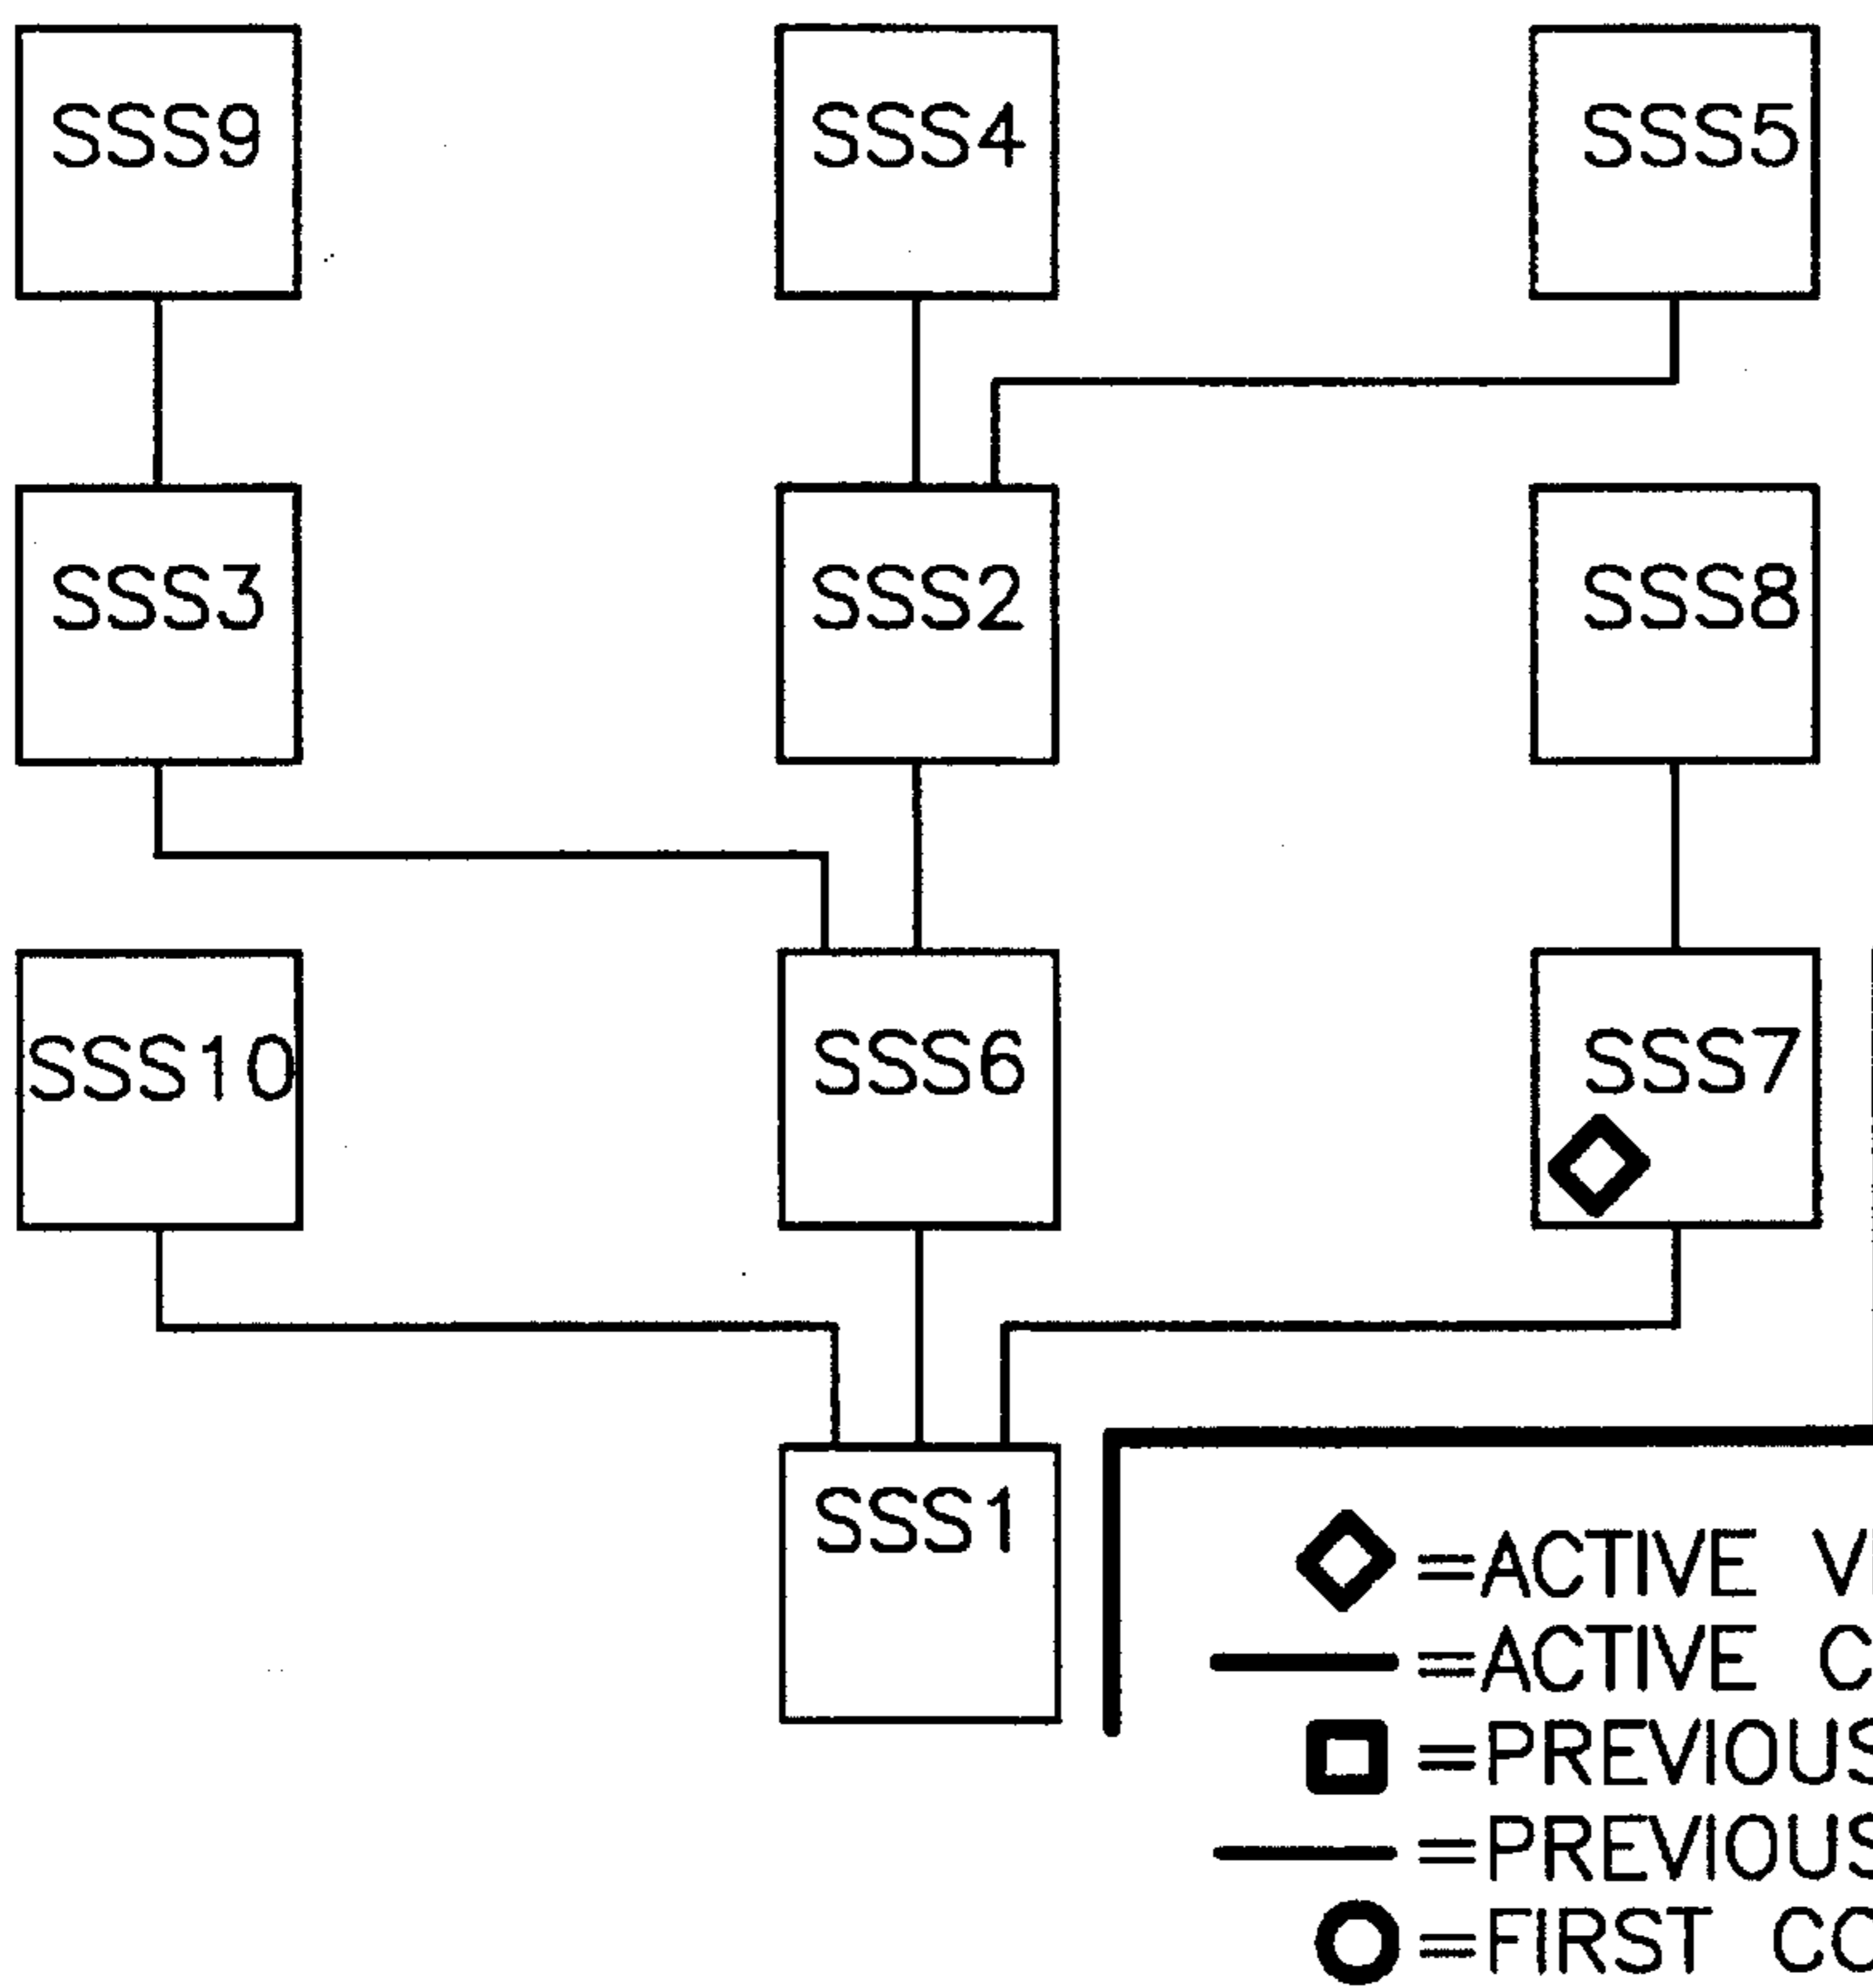 SSS9 SSS4 SSS5
SSS3 SSS2 SSS8
SSS10 SSS6 SSS7
SSS1
=ACTIVE
=ACTIVE
=PREVIOUS
=PREVIOUS
=FIRST